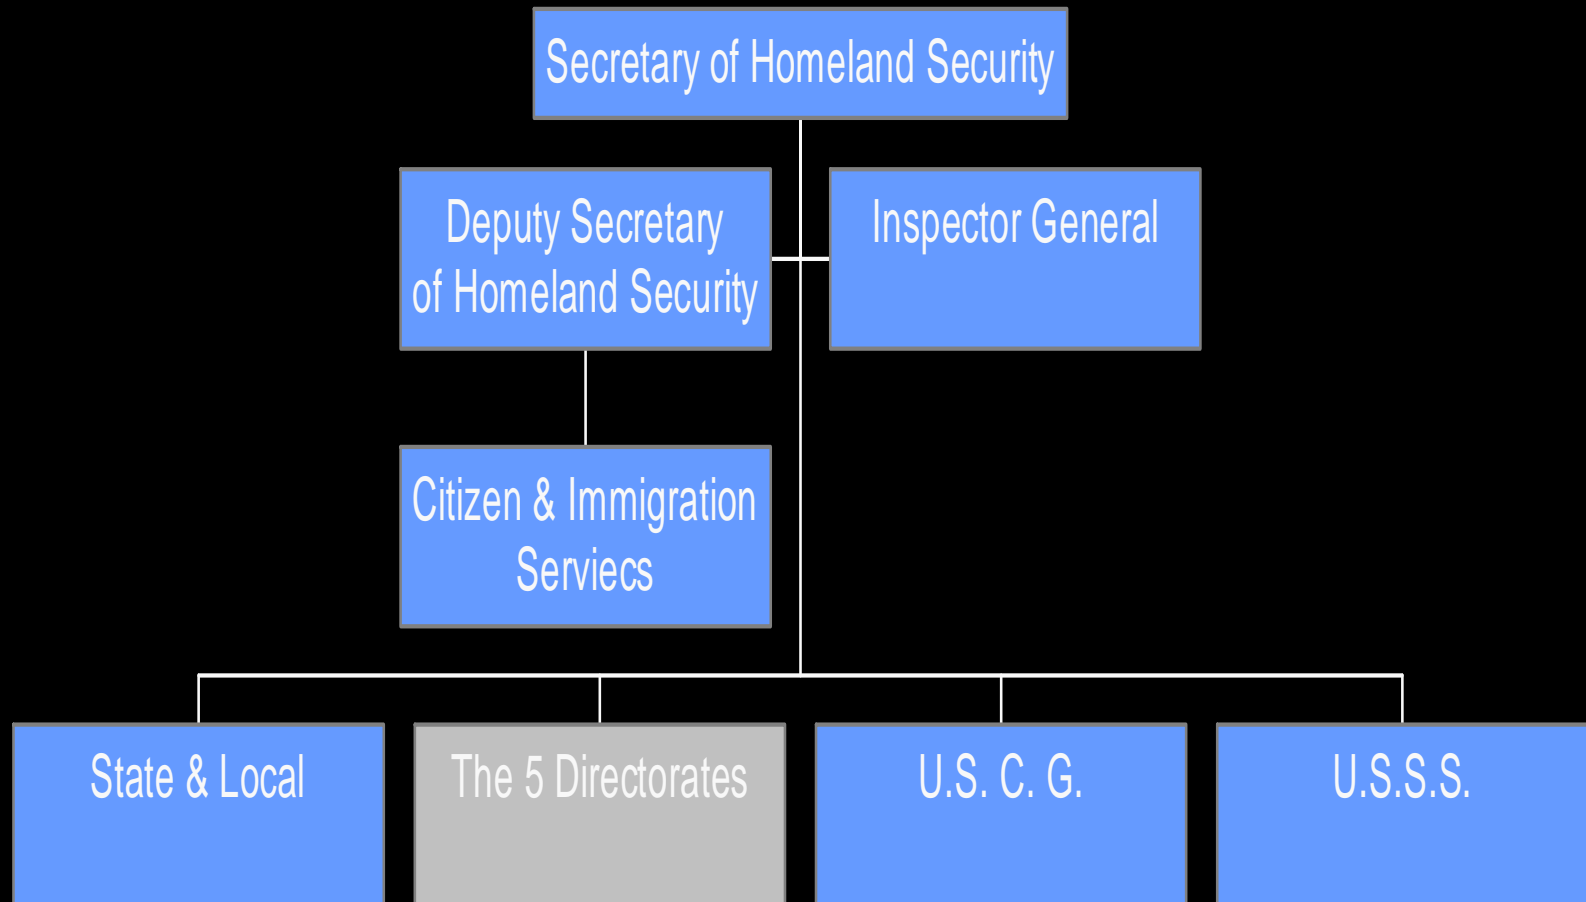 Secretary of Homeland Security
Deputy Secretary
of Homeland Security
Inspector General
Citizen & Immigration
Serviecs
State & Local
The 5 Directorates
U.S. C. G.
U.S.S.S.